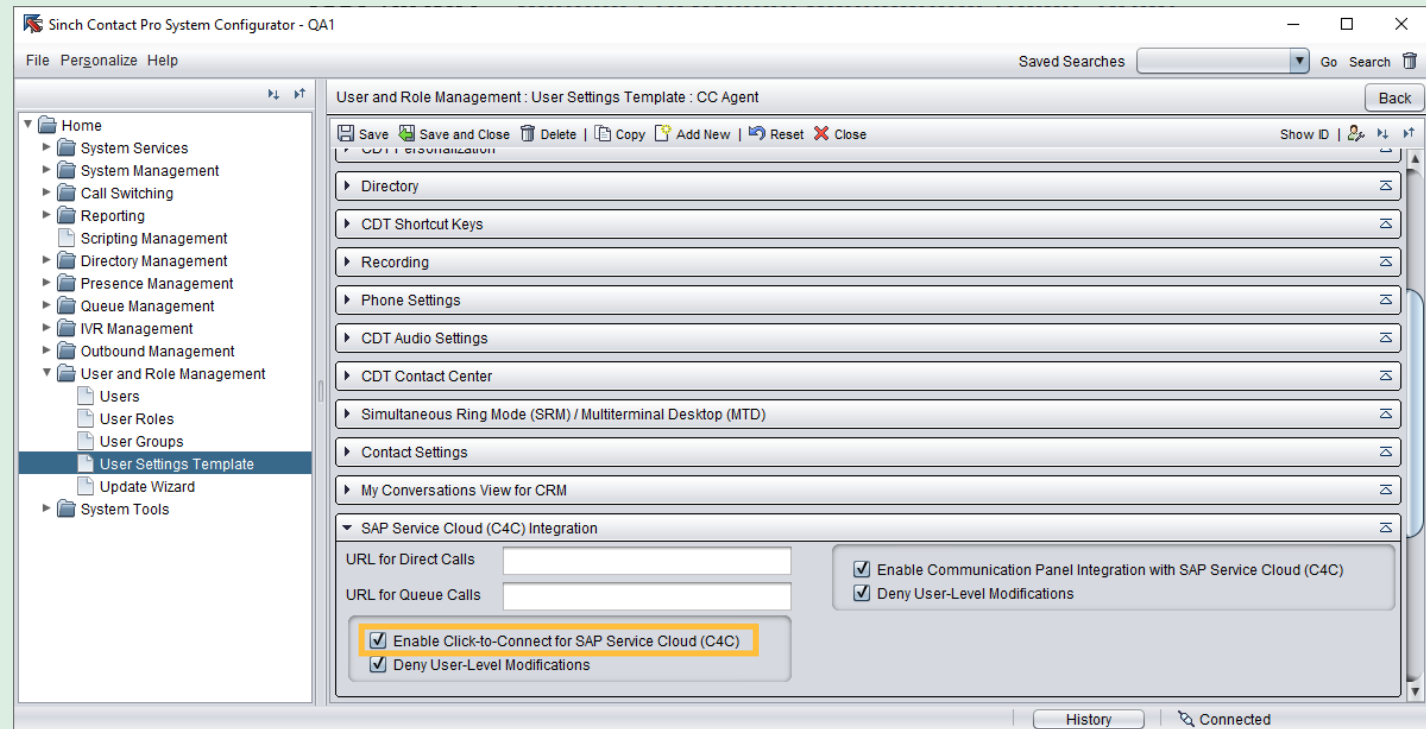 Sinch Contact Pro System Configurator - QA1
File Personalize Help
Saved Searches
Go Search
User and Role Management : User Settings Template : CC Agent
Back
Home
System Services
System Management
Call Switching
Reporting
Scripting Management
Directory Management
Presence Management
Queue Management
IVR Management
Outbound Management
User and Role Management
Users
User Roles
User Groups
User Settings Template
Update Wizard
System Tools
Save Save and Close Delete | Copy Add New | Reset Close
Show ID |
CDT Personalization
Directory
CDT Shortcut Keys
Recording
Phone Settings
CDT Audio Settings
CDT Contact Center
Simultaneous Ring Mode (SRM) / Multiterminal Desktop (MTD)
Contact Settings
My Conversations View for CRM
SAP Service Cloud (C4C) Integration
URL for Direct Calls
URL for Queue Calls
Enable Click-to-Connect for SAP Service Cloud (C4C)
Deny User-Level Modifications
Enable Communication Panel Integration with SAP Service Cloud (C4C)
Deny User-Level Modifications
History
Connected